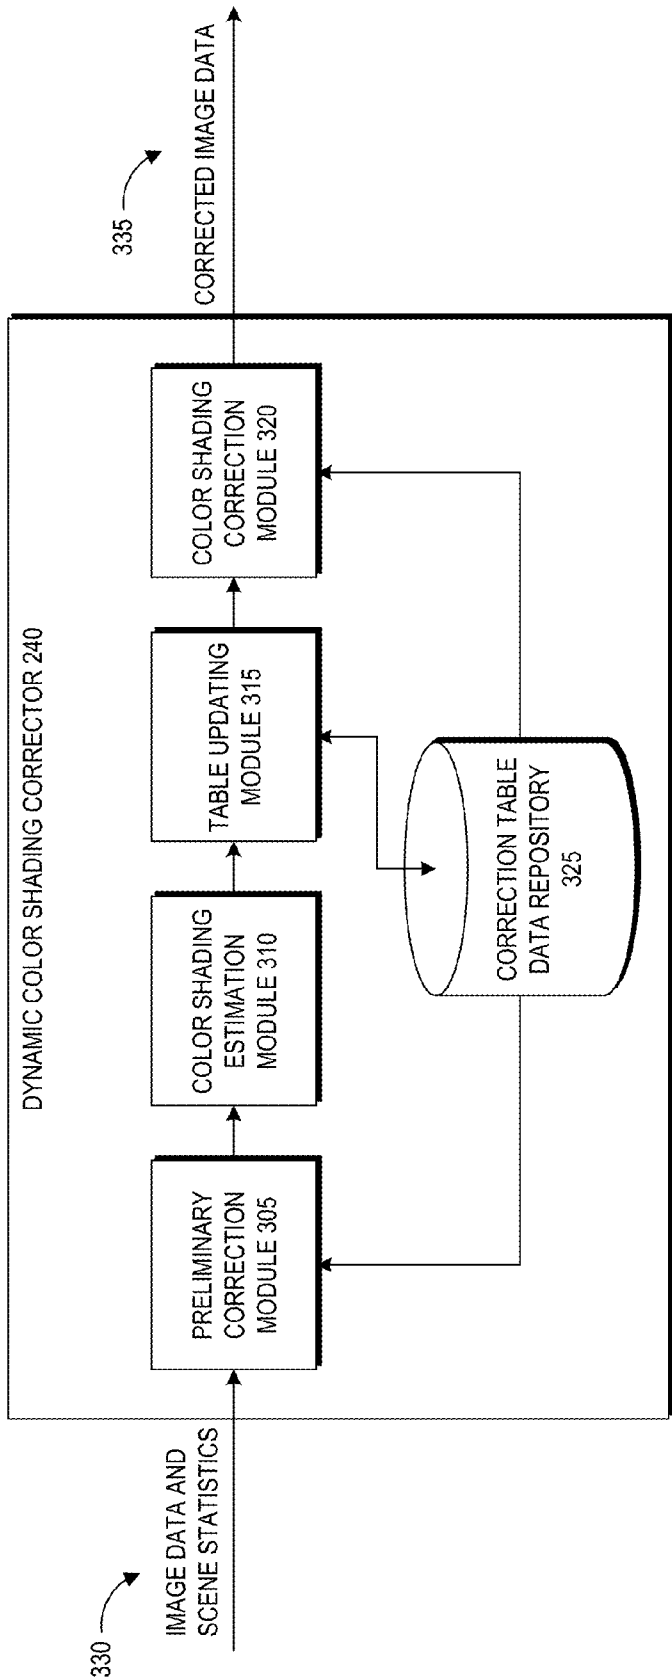 DYNAMIC COLOR SHADING CORRECTOR 240
330
IMAGE DATA AND
SCENE STATISTICS
PRELIMINARY
CORRECTION
MODULE 305
COLOR SHADING
ESTIMATION
MODULE 310
TABLE UPDATING
MODULE 315
COLOR SHADING
CORRECTION
MODULE 320
335
CORRECTED IMAGE DATA
CORRECTION TABLE
DATA REPOSITORY
325